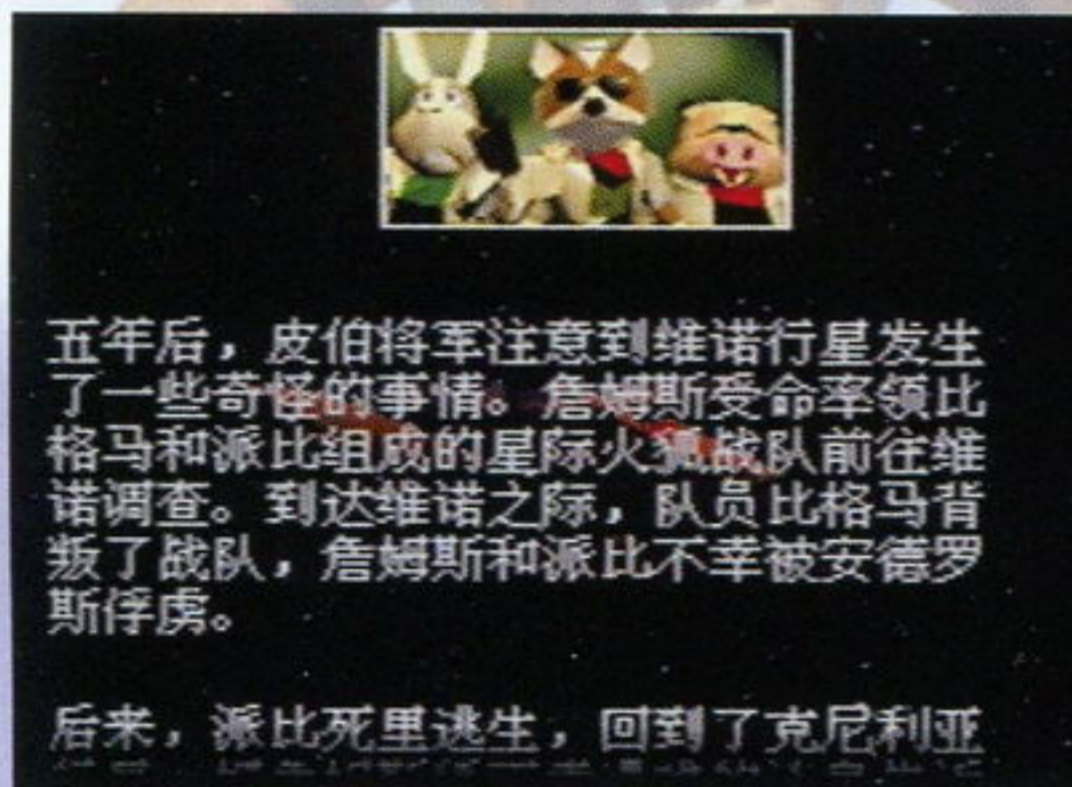 五年后，皮伯将军注意到维诺行星发生
了一些奇怪的事情。詹姆斯受命率领比
格马和派比组成的星际火狐战队前往维
诺调查。到达维诺之际，队员比格马背
叛了战队，詹姆斯和派比不幸被安德罗
斯俘虏。
后来，派比死里逃生，回到了克尼利亚